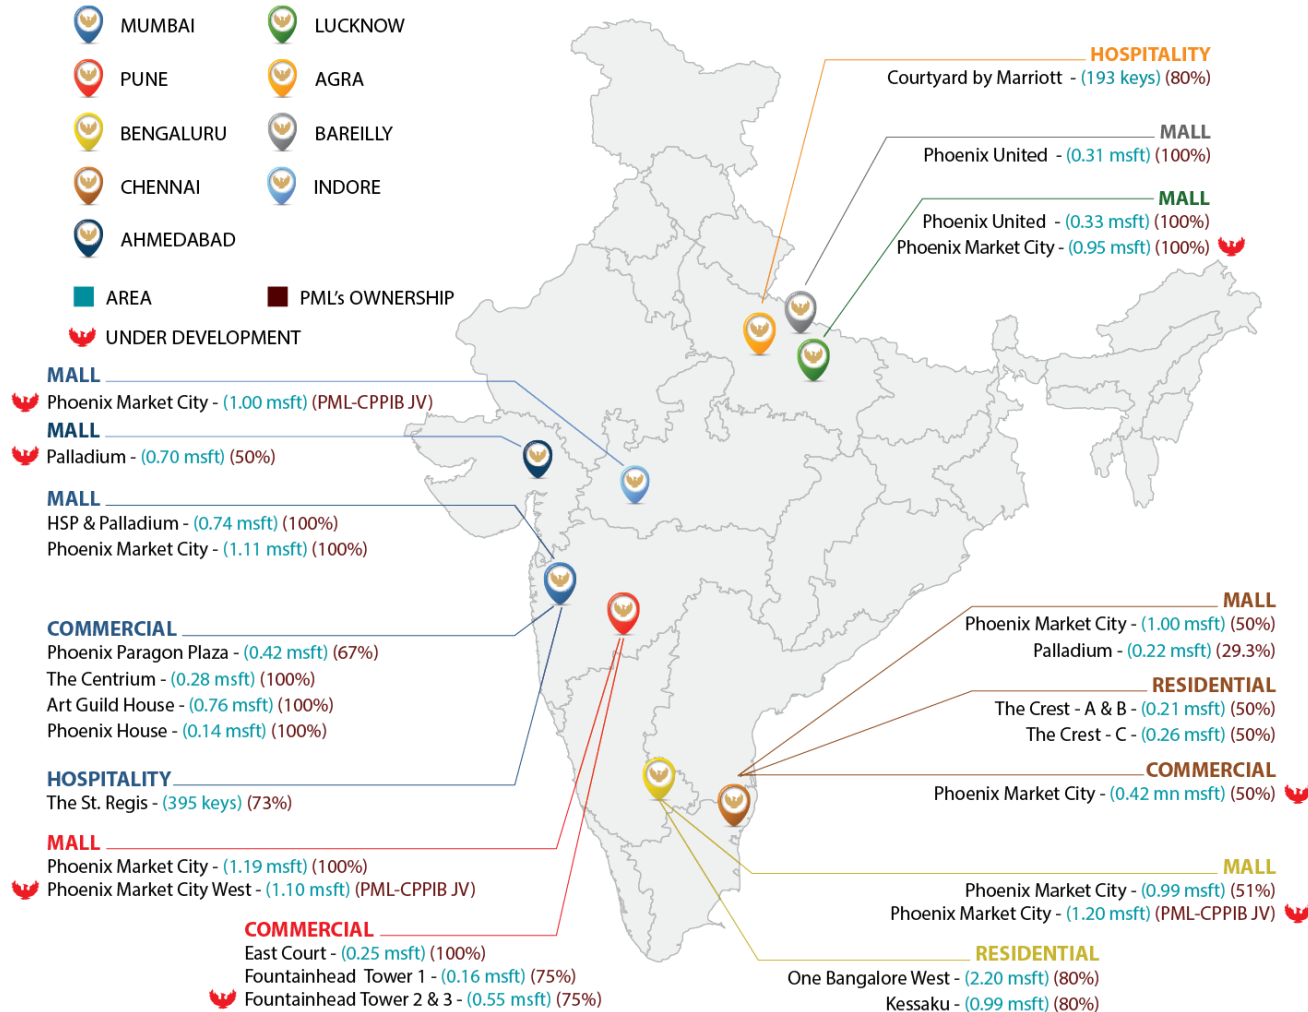 MUMBAI
LUCKNOW
PUNE
AGRA
BENGALURU
BAREILLY
CHENNAI
INDORE
AHMEDABAD
AREA
PML's OWNERSHIP
UNDER DEVELOPMENT
HOSPITALITY
Courtyard by Marriott - (193 keys) (80%)
MALL
Phoenix United - (0.31 msft) (100%)
MALL
Phoenix United - (0.33 msft) (100%)
Phoenix Market City - (0.95 msft) (100%)
MALL
Phoenix Market City - (1.00 msft) (PML-CPPIB JV)
MALL
Palladium - (0.70 msft) (50%)
MALL
HSP & Palladium - (0.74 msft) (100%)
Phoenix Market City - (1.11 msft) (100%)
COMMERCIAL
Phoenix Paragon Plaza - (0.42 msft) (67%)
The Centrium - (0.28 msft) (100%)
Art Guild House - (0.76 msft) (100%)
Phoenix House - (0.14 msft) (100%)
HOSPITALITY
The St. Regis - (395 keys) (73%)
MALL
Phoenix Market City - (1.19 msft) (100%)
Phoenix Market City West - (1.10 msft) (PML-CPPIB JV)
COMMERCIAL
East Court - (0.25 msft) (100%)
Fountainhead Tower 1 - (0.16 msft) (75%)
Fountainhead Tower 2 & 3 - (0.55 msft) (75%)
MALL
Phoenix Market City - (1.00 msft) (50%)
Palladium - (0.22 msft) (29.3%)
RESIDENTIAL
The Crest - A & B - (0.21 msft) (50%)
The Crest - C - (0.26 msft) (50%)
COMMERCIAL
Phoenix Market City - (0.42 mn msft) (50%)
MALL
Phoenix Market City - (0.99 msft) (51%)
Phoenix Market City - (1.20 msft) (PML-CPPIB JV)
RESIDENTIAL
One Bangalore West - (2.20 msft) (80%)
Kessaku - (0.99 msft) (80%)